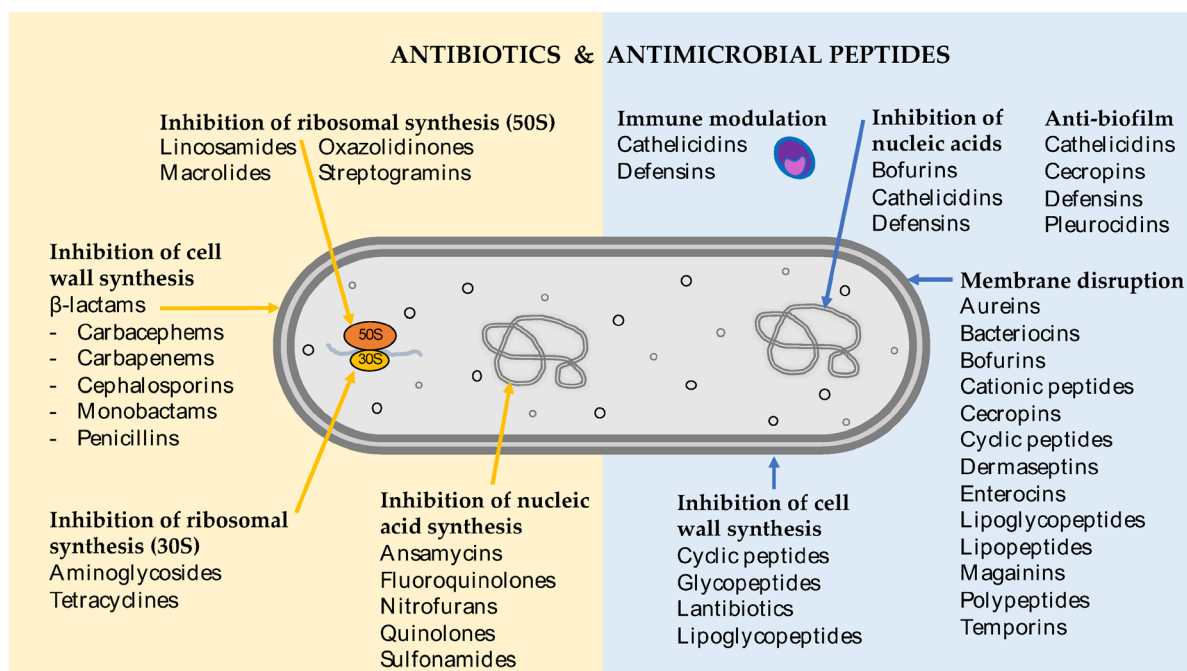 ANTIBIOTICS & ANTIMICROBIAL PEPTIDES
Inhibition of ribosomal synthesis (50S)
Lincosamides Oxazolidinones
Macrolides Streptogramins
Inhibition of cell
wall synthesis
β-lactams
- Carbacephems
- Carbapenems
- Cephalosporins
- Monobactams
- Penicillins
50S
30S
Inhibition of ribosomal
synthesis (30S)
Aminoglycosides
Tetracyclines
Inhibition of nucleic
acid synthesis
Ansamycins
Fluoroquinolones
Nitrofurans
Quinolones
Sulfonamides
Immune modulation
Cathelicidins
Defensins
Inhibition of
nucleic acids
Bofurins
Cathelicidins
Defensins
Anti-biofilm
Cathelicidins
Cecropins
Defensins
Pleurocidins
Membrane disruption
Aureins
Bacteriocins
Bofurins
Cationic peptides
Cecropins
Cyclic peptides
Dermaseptins
Enterocins
Lipoglycopeptides
Lipopeptides
Magainins
Polypeptides
Temporins
Inhibition of cell
wall synthesis
Cyclic peptides
Glycopeptides
Lantibiotics
Lipoglycopeptides